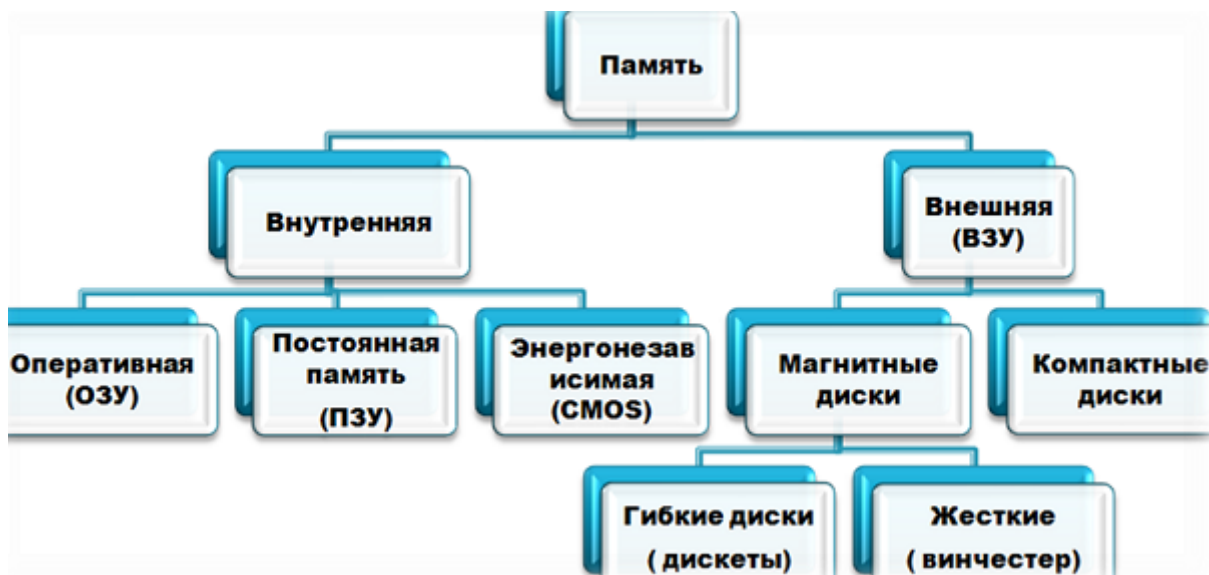 Память
Внутренняя
Внешняя
(ВЗУ)
Оперативная
(ОЗУ)
Постоянная
память
(ПЗУ)
Энергонезав
исимая
(CMOS)
Магнитные
диски
Компактные
диски
Гибкие диски
( дискеты)
Жесткие
( винчестер)